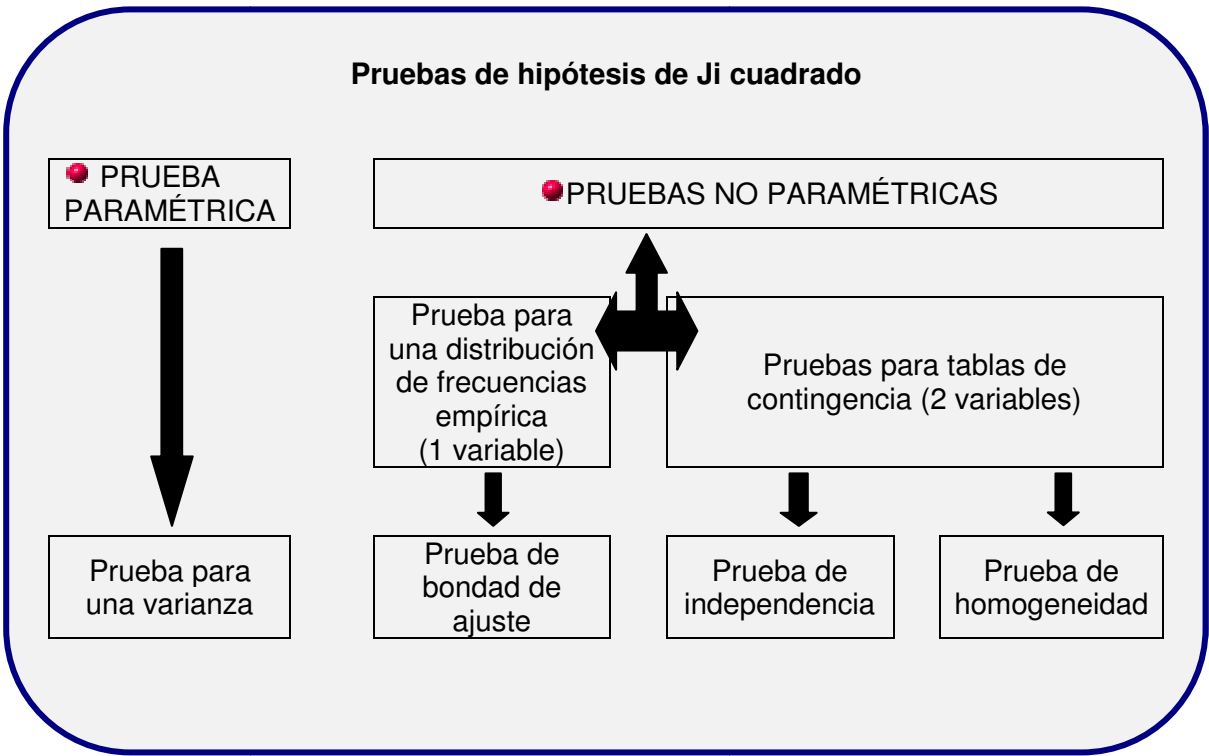 Pruebas de hipótesis de Ji cuadrado
PRUEBA
PARAMÉTRICA
PRUEBAS NO PARAMÉTRICAS
Prueba para
una distribución
de frecuencias
empírica
(1 variable)
Pruebas para tablas de
contingencia (2 variables)
Prueba para
una varianza
Prueba de
bondad de
ajuste
Prueba de
independencia
Prueba de
homogeneidad